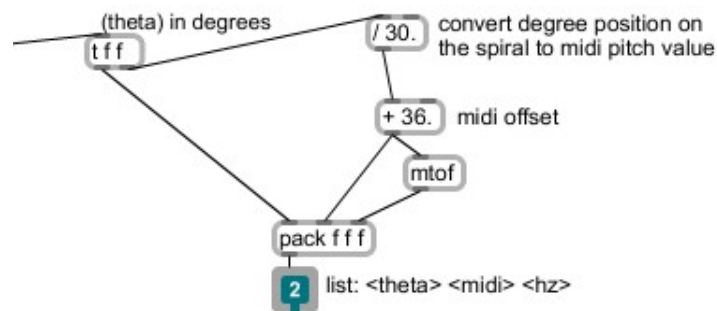 (theta) in degrees
t f f
/ 30.
convert degree position on
the spiral to midi pitch value
+ 36.
midi offset
mtof
pack f f f
2
list: <theta> <midi> <hz>